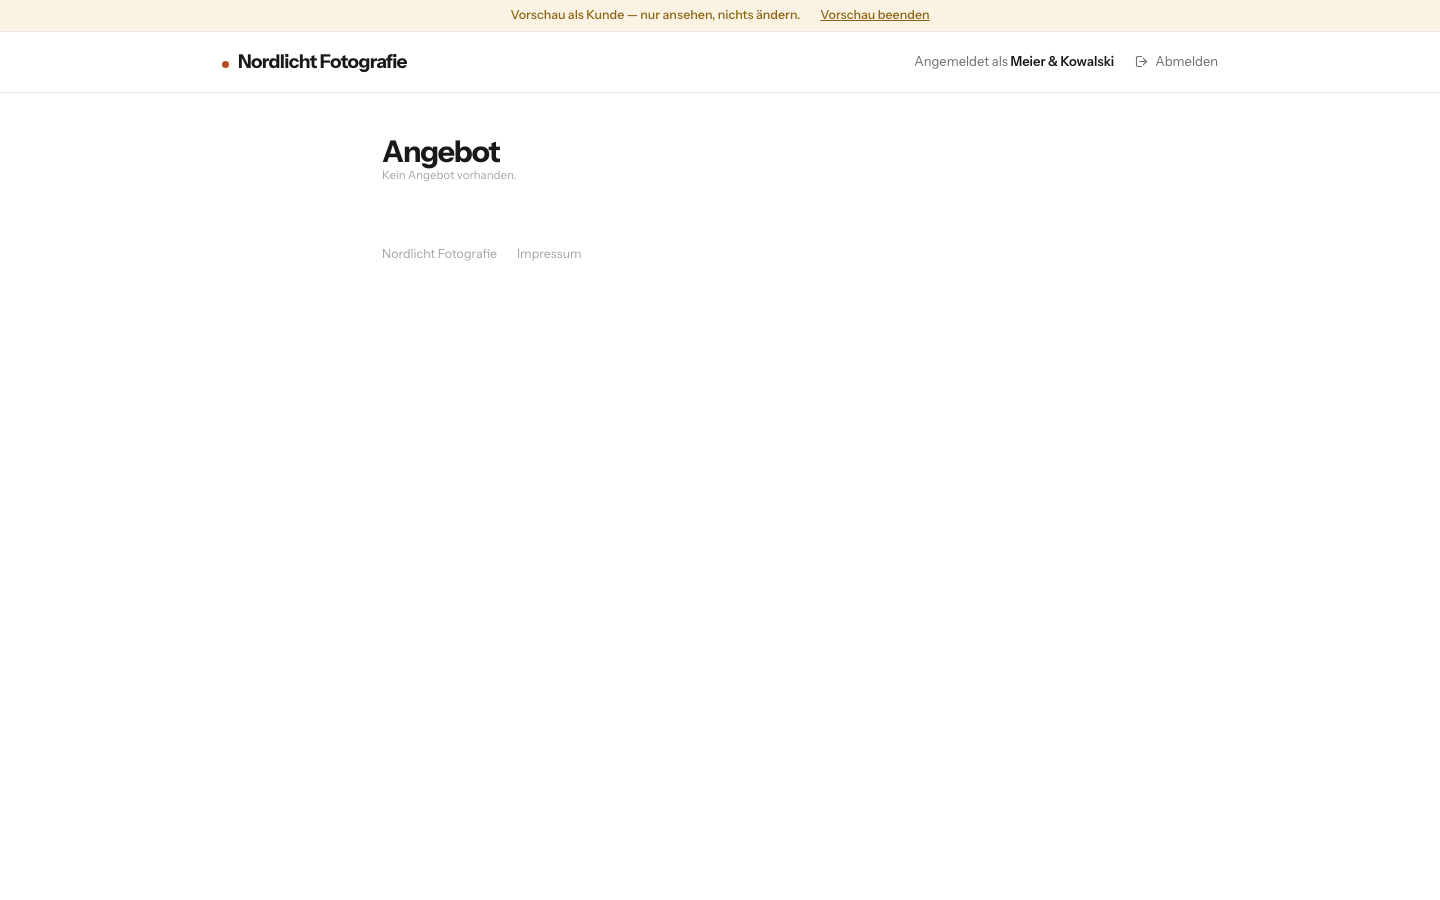 Vorschau als Kunde — nur ansehen, nichts ändern. Vorschau beenden
Nordlicht Fotografie Angemeldet als Meier & Kowalski Abmelden
Angebot
Kein Angebot vorhanden.
Nordlicht Fotografie Impressum